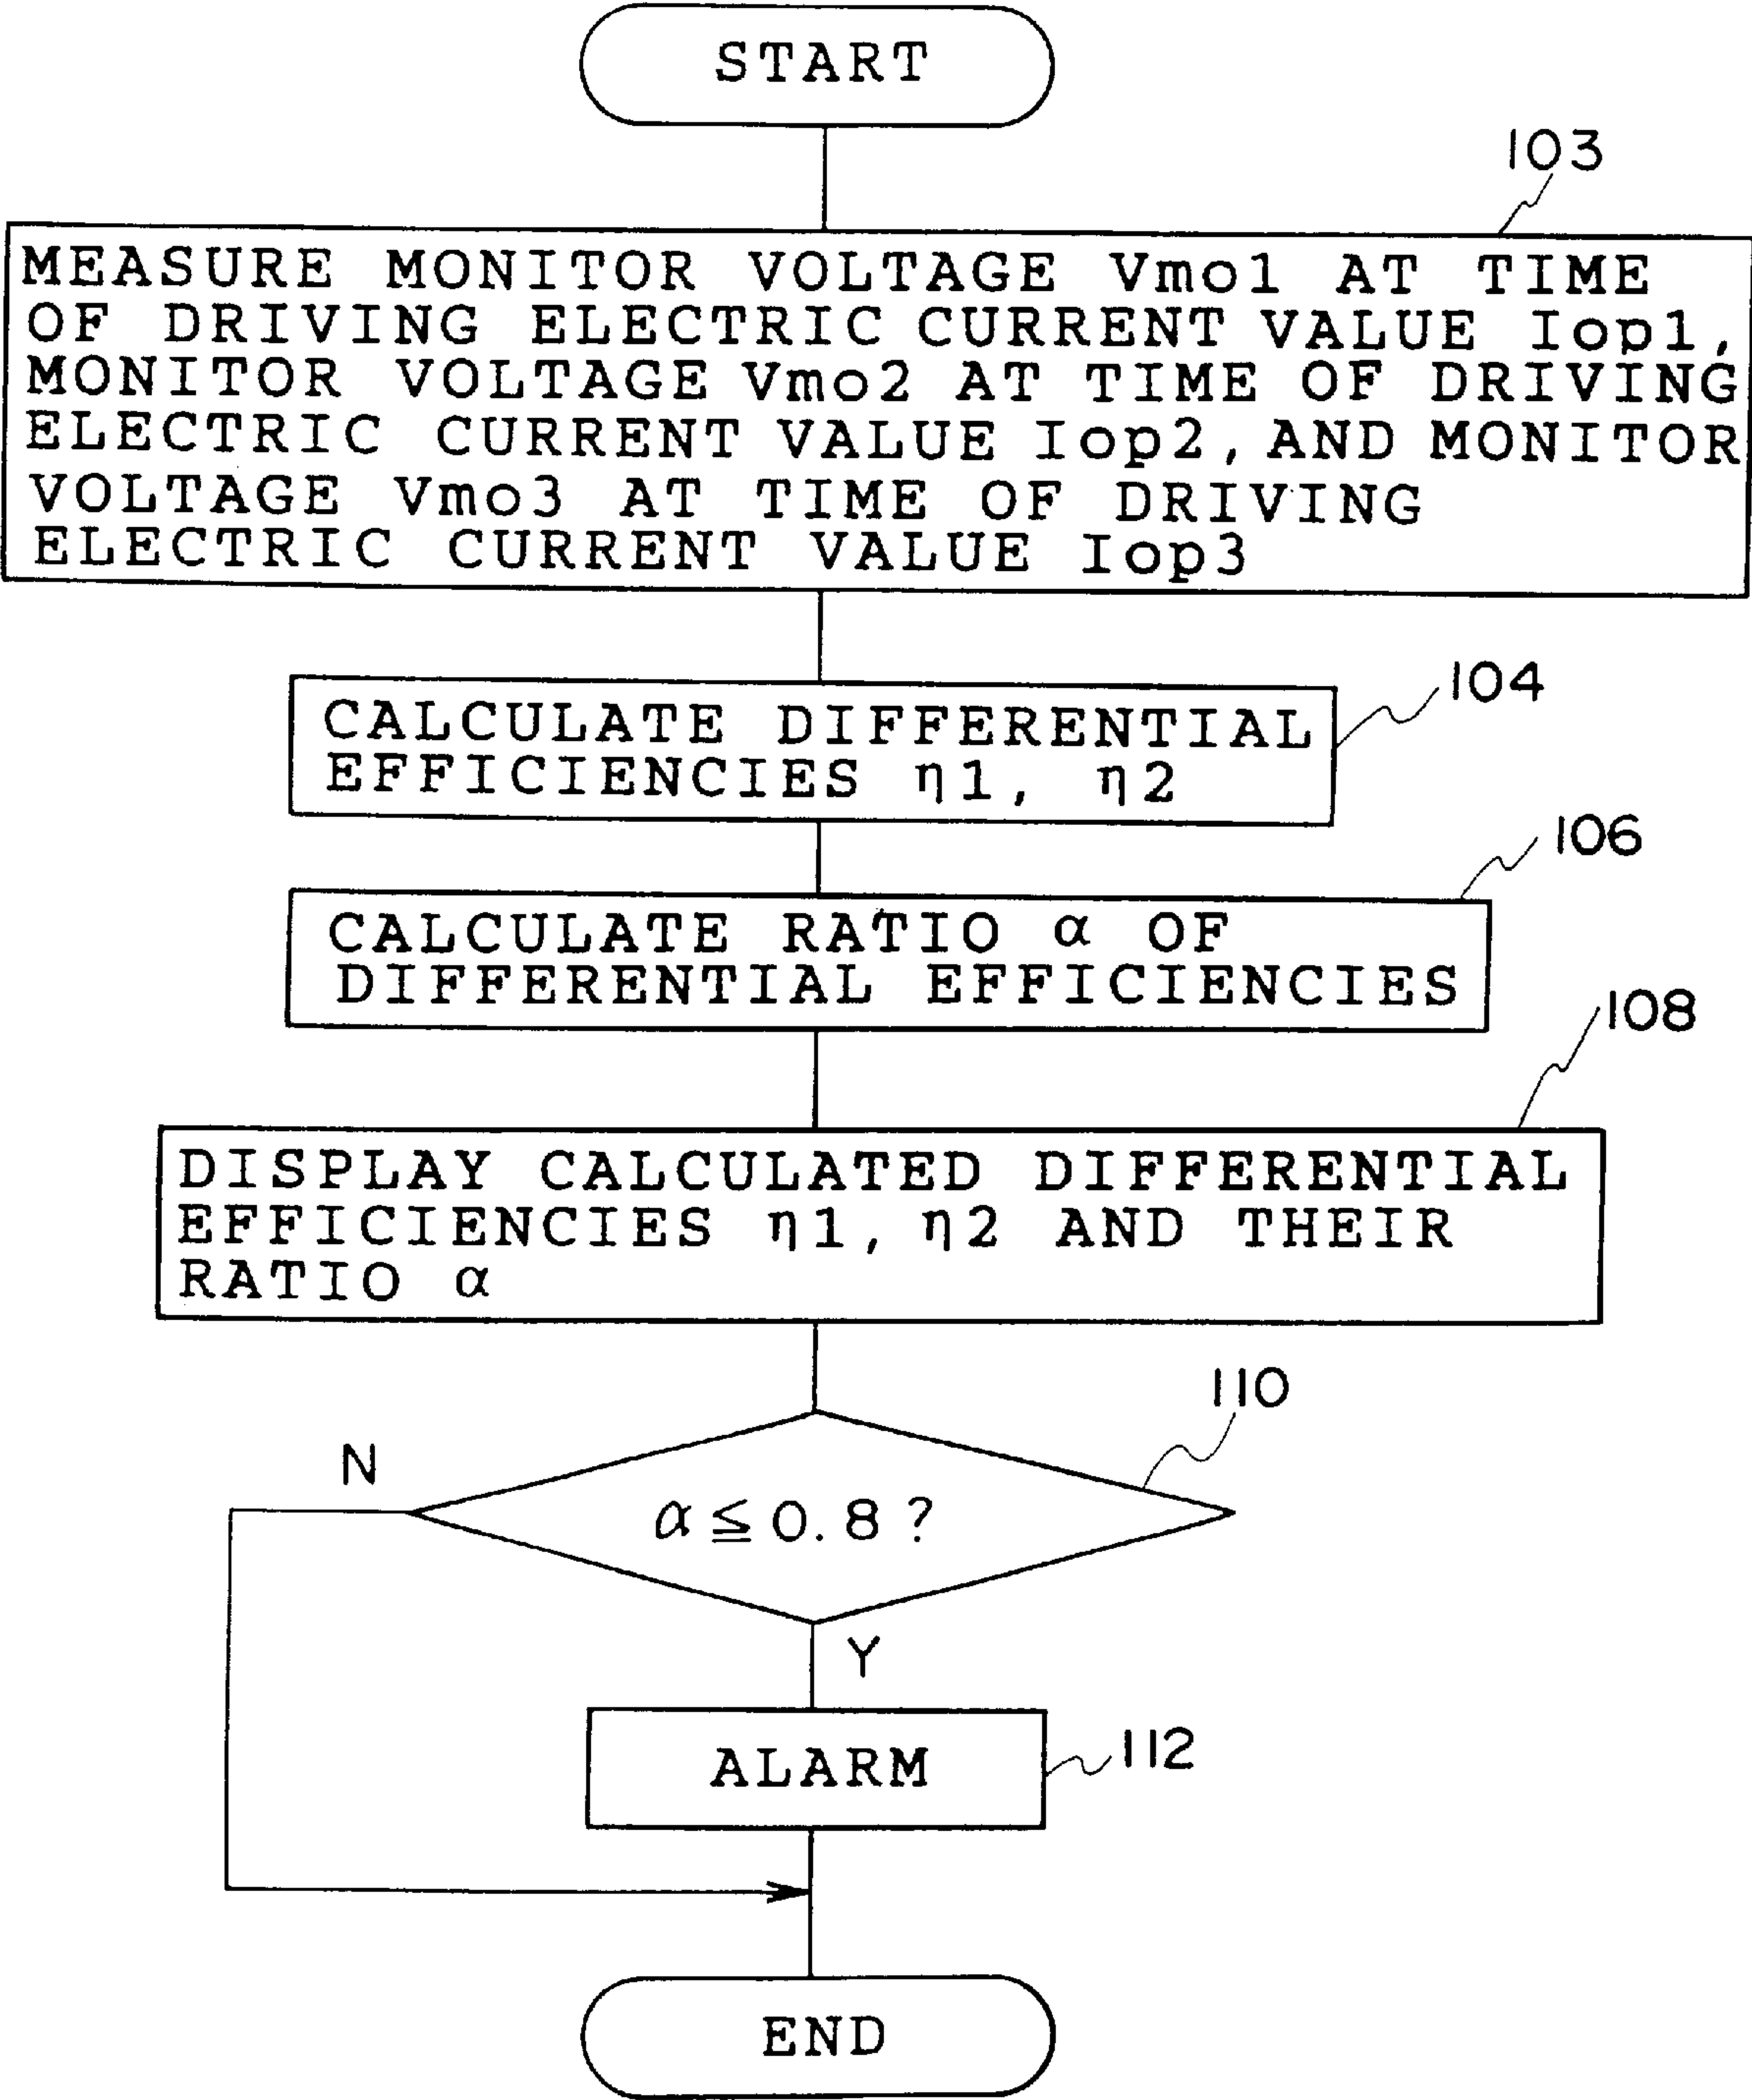 START
103
MEASURE MONITOR VOLTAGE Vmo1 AT TIME
OF DRIVING ELECTRIC CURRENT VALUE Iop1,
MONITOR VOLTAGE Vmo2 AT TIME OF DRIVING
ELECTRIC CURRENT VALUE Iop2, AND MONITOR
VOLTAGE Vmo3 AT TIME OF DRIVING
ELECTRIC CURRENT VALUE Iop3
104
CALCULATE DIFFERENTIAL
EFFICIENCIES η1, η2
106
CALCULATE RATIO α OF
DIFFERENTIAL EFFICIENCIES
108
DISPLAY CALCULATED DIFFERENTIAL
EFFICIENCIES η1, η2 AND THEIR
RATIO α
110
N
α≦0.8?
Y
ALARM
112
END